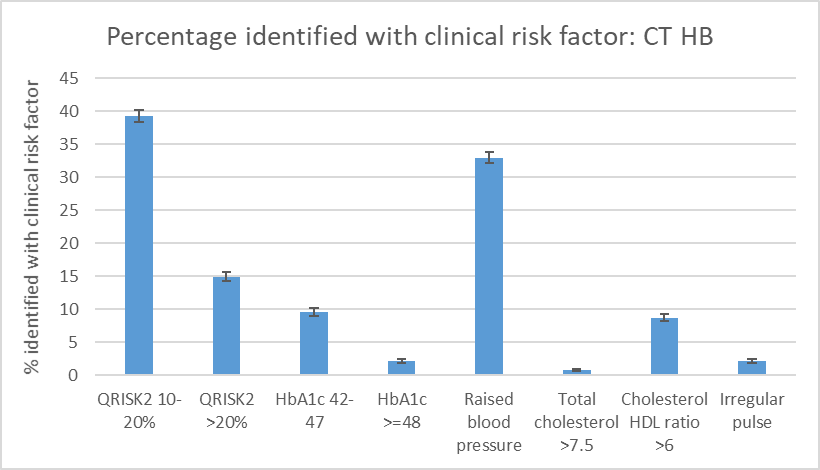 Percentage identified with clinical risk factor: CT HB
% identified with clinical risk factor
45
40
35
30
25
20
15
10
5
0
QRISK2 10-
20%
QRISK2
>20%
HbA1c 42-
47
HbA1c
>=48
Raised
blood
pressure
Total
cholesterol
>7.5
Cholesterol
HDL ratio
>6
Irregular
pulse